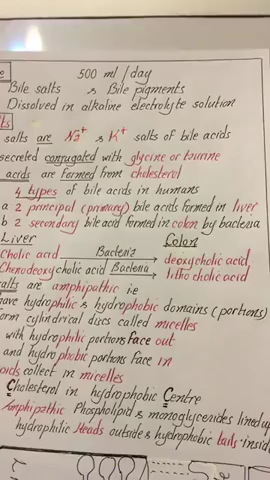 500 ml/day
Bile salts & Bile pigments
Dissolved in alkaline electrolyte solution
salts are Na+ & K+ salts of bile acids
secreted conjugated with glycine or taurine
acids are formed from cholesterol
4 types of bile acids in humans
a 2 principal (primary) bile acids formed in liver
b 2 secondary bile acid formed in colon by bacteria
Liver Colon
Cholic acid Bacteria deoxycholic acid
Chenodeoxycholic acid Bacteria lithocholic acid
salts are amphipathic i.e
have hydrophilic & hydrophobic domains (portions)
form cylindrical discs called micelles
with hydrophilic portions face out
and hydrophobic portions face in
collect in micelles
Cholesterol in hydrophobic Centre
Amphipathic Phospholipid & monoglycerides lined up
hydrophilic Heads outside & hydrophobic tails inside